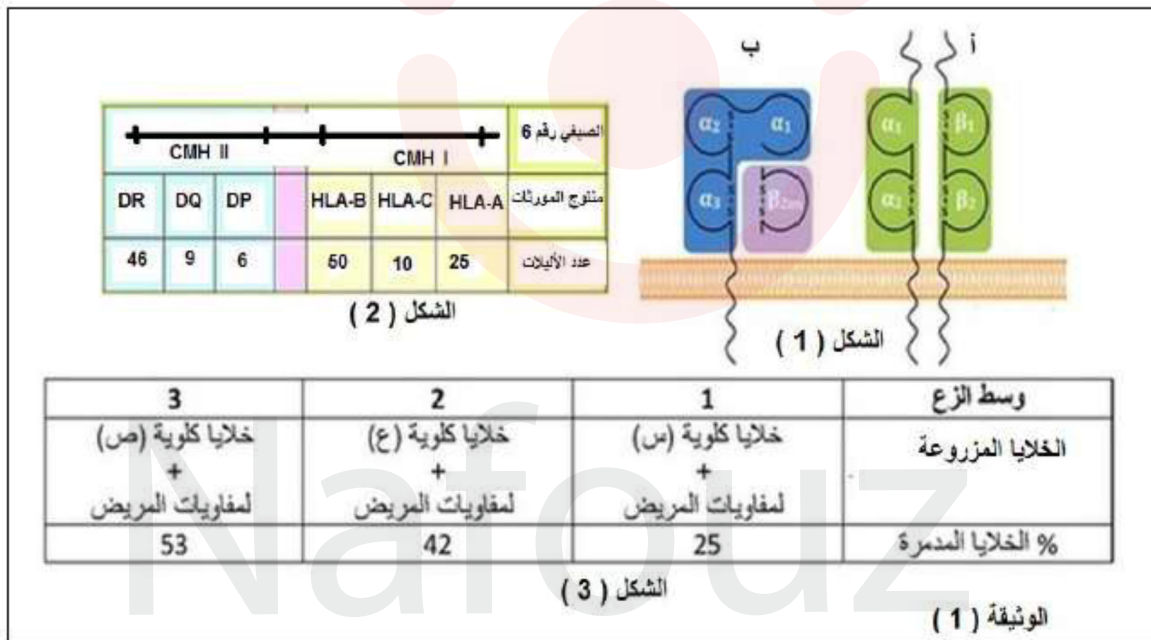 أ
ب
α₂ α₁
α₃ β₂ₘ
α₁ β₁
α₂ β₂
الشكل ( 1 )
الصبغي رقم 6
CMH II CMH I
منتوج المورثات HLA-A HLA-C HLA-B DP DQ DR
عدد الأليلات 25 10 50 6 9 46
الشكل ( 2 )
وسط الزع 1 2 3
الخلايا المزروعة
خلايا كلوية (س) خلايا كلوية (ع) خلايا كلوية (ص)
+ + +
لمفاويات المريض لمفاويات المريض لمفاويات المريض
% الخلايا المدمرة 25 42 53
الشكل ( 3 )
الوثيقة ( 1 )
Nafouz